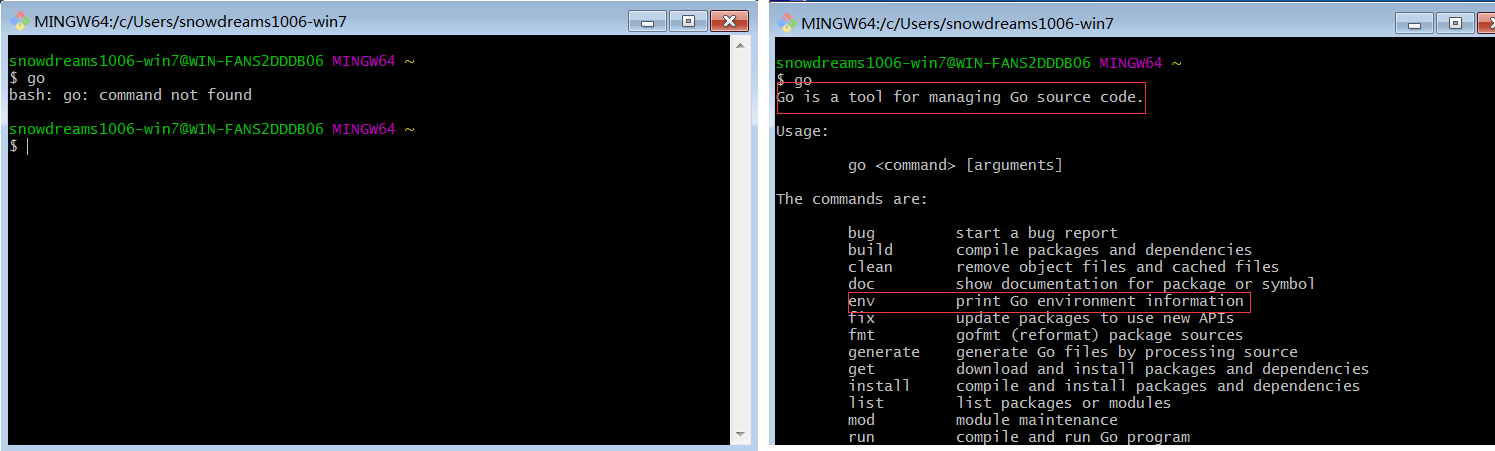 MINGW64:/c/Users/snowdreams1006-win7
snowdreams1006-win7@WIN-FANS2DDDB06 MINGW64 ~
$ go
bash: go: command not found
snowdreams1006-win7@WIN-FANS2DDDB06 MINGW64 ~
$
MINGW64:/c/Users/snowdreams1006-win7
snowdreams1006-win7@WIN-FANS2DDDB06 MINGW64 ~
$ go
Go is a tool for managing Go source code.
Usage:
go <command> [arguments]
The commands are:
bug start a bug report
build compile packages and dependencies
clean remove object files and cached files
doc show documentation for package or symbol
env print Go environment information
fix update packages to use new APIs
fmt gofmt (reformat) package sources
generate generate Go files by processing source
get download and install packages and dependencies
install compile and install packages and dependencies
list list packages or modules
mod module maintenance
run compile and run Go program